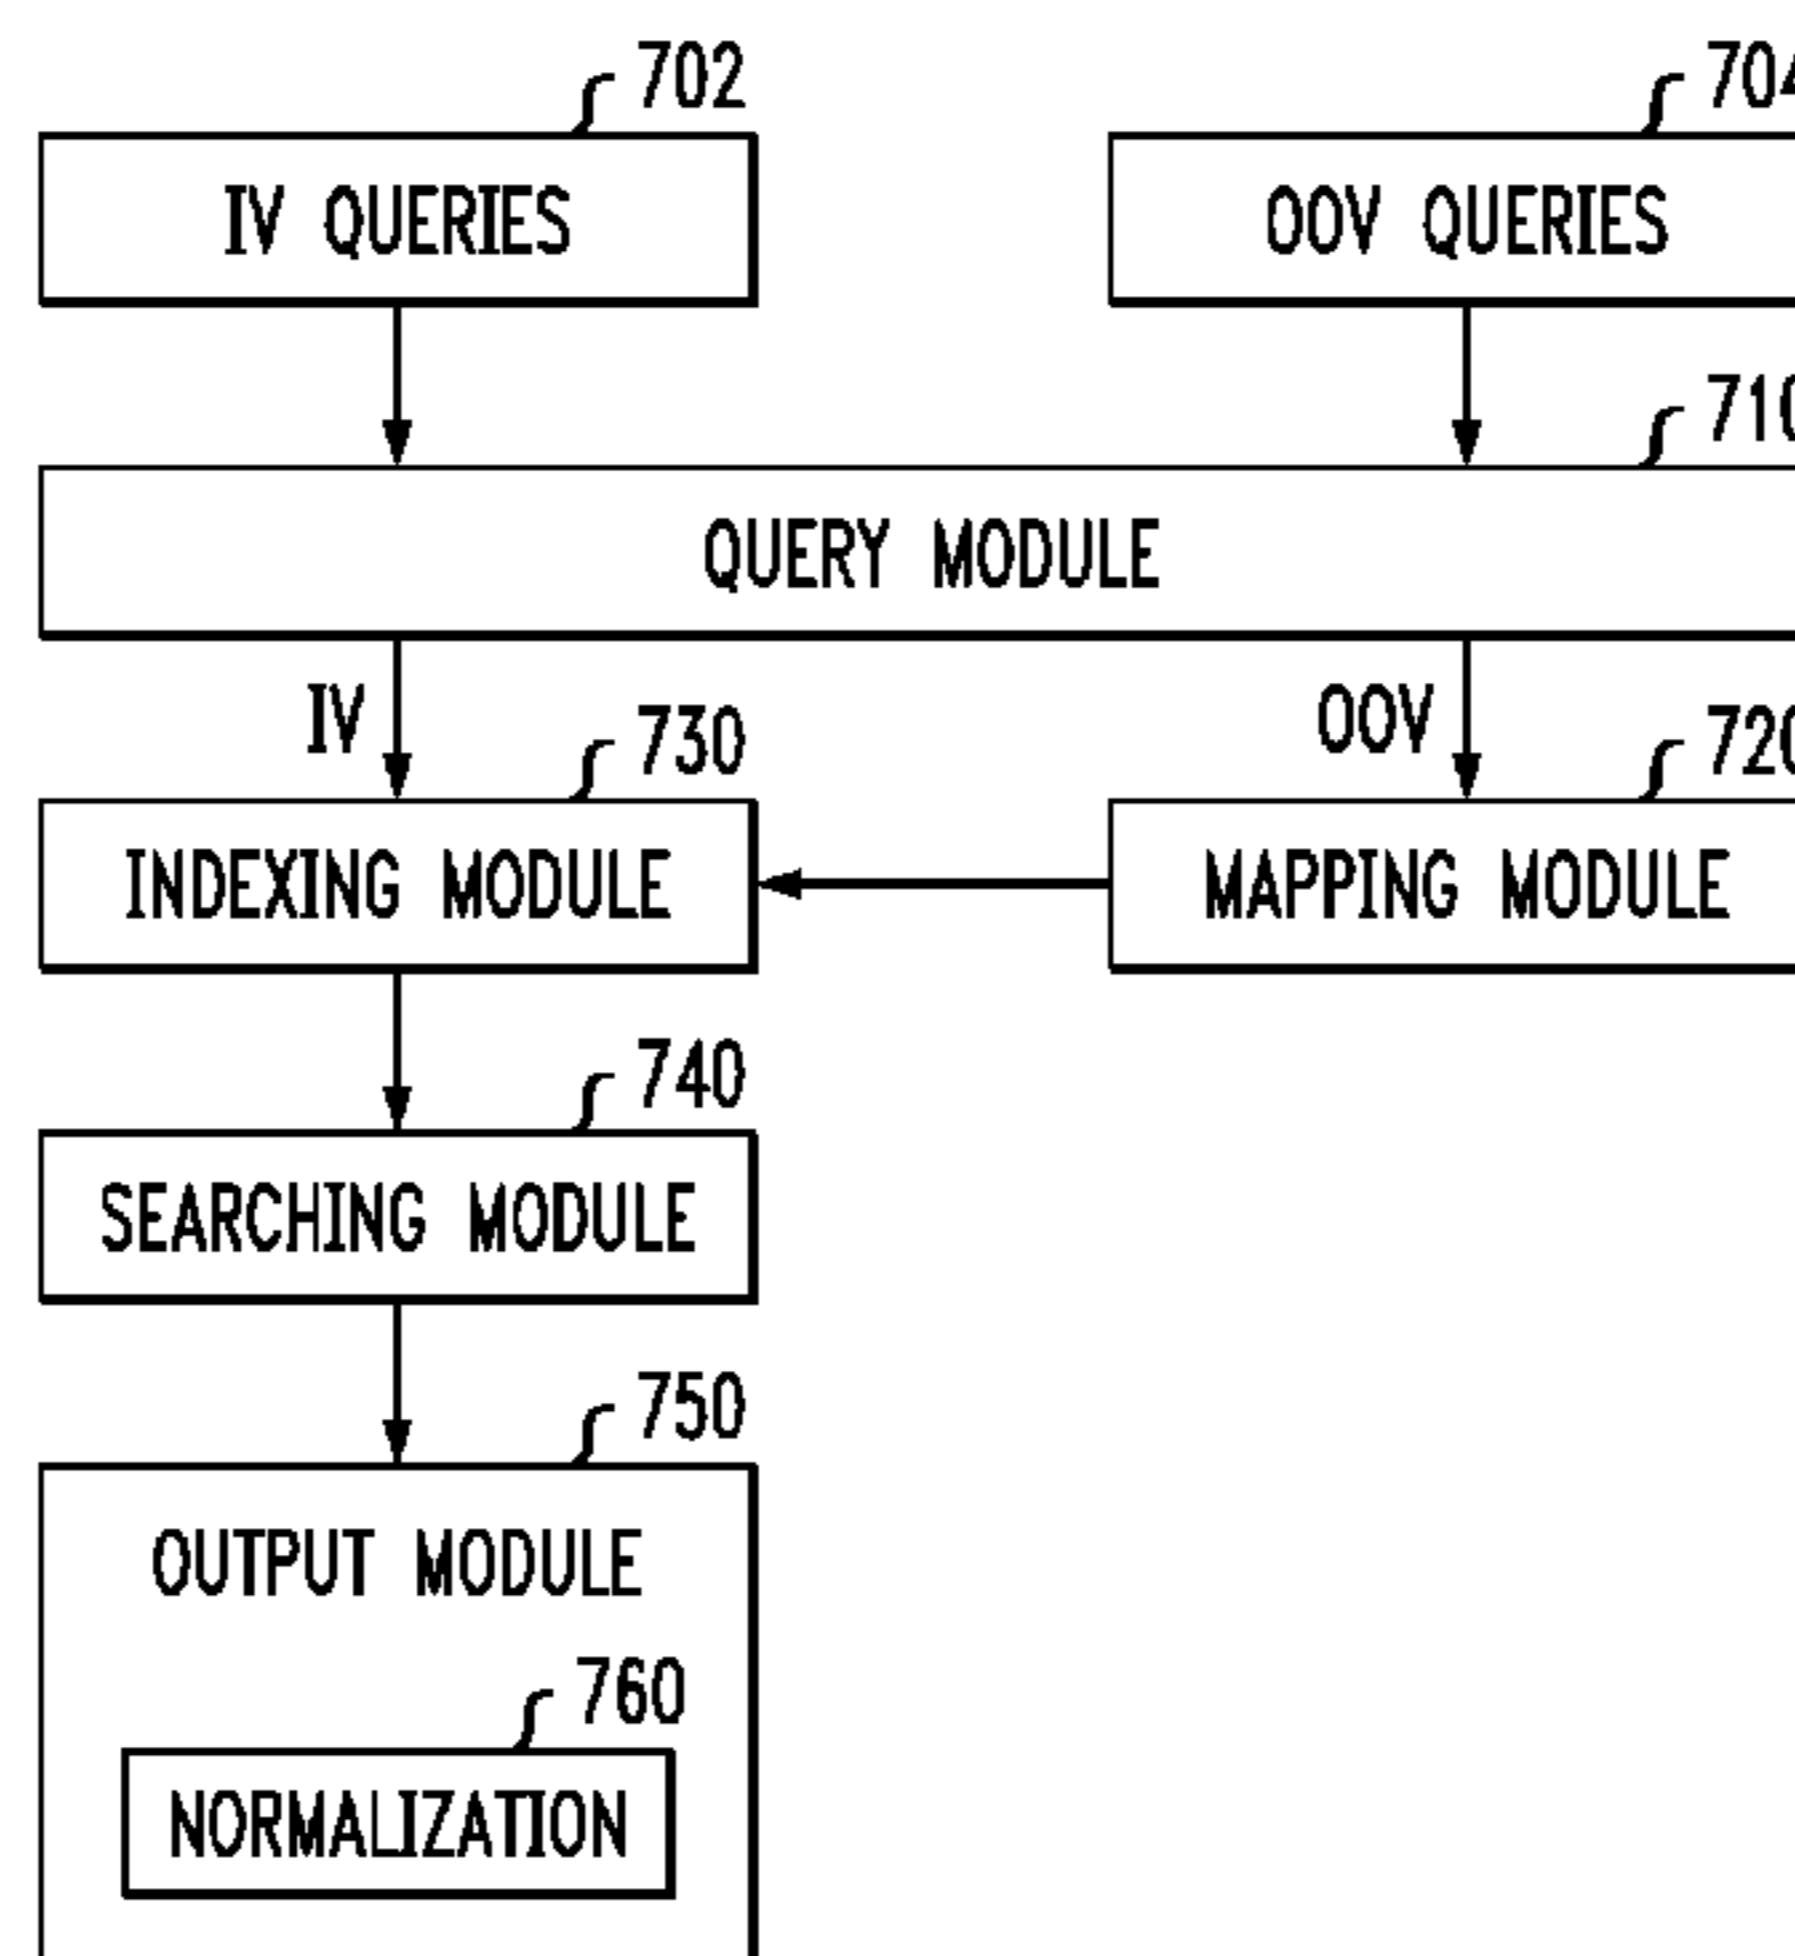 702
704
IV QUERIES
OOV QUERIES
710
QUERY MODULE
IV
OOV
730
720
INDEXING MODULE
MAPPING MODULE
740
SEARCHING MODULE
750
OUTPUT MODULE
760
NORMALIZATION